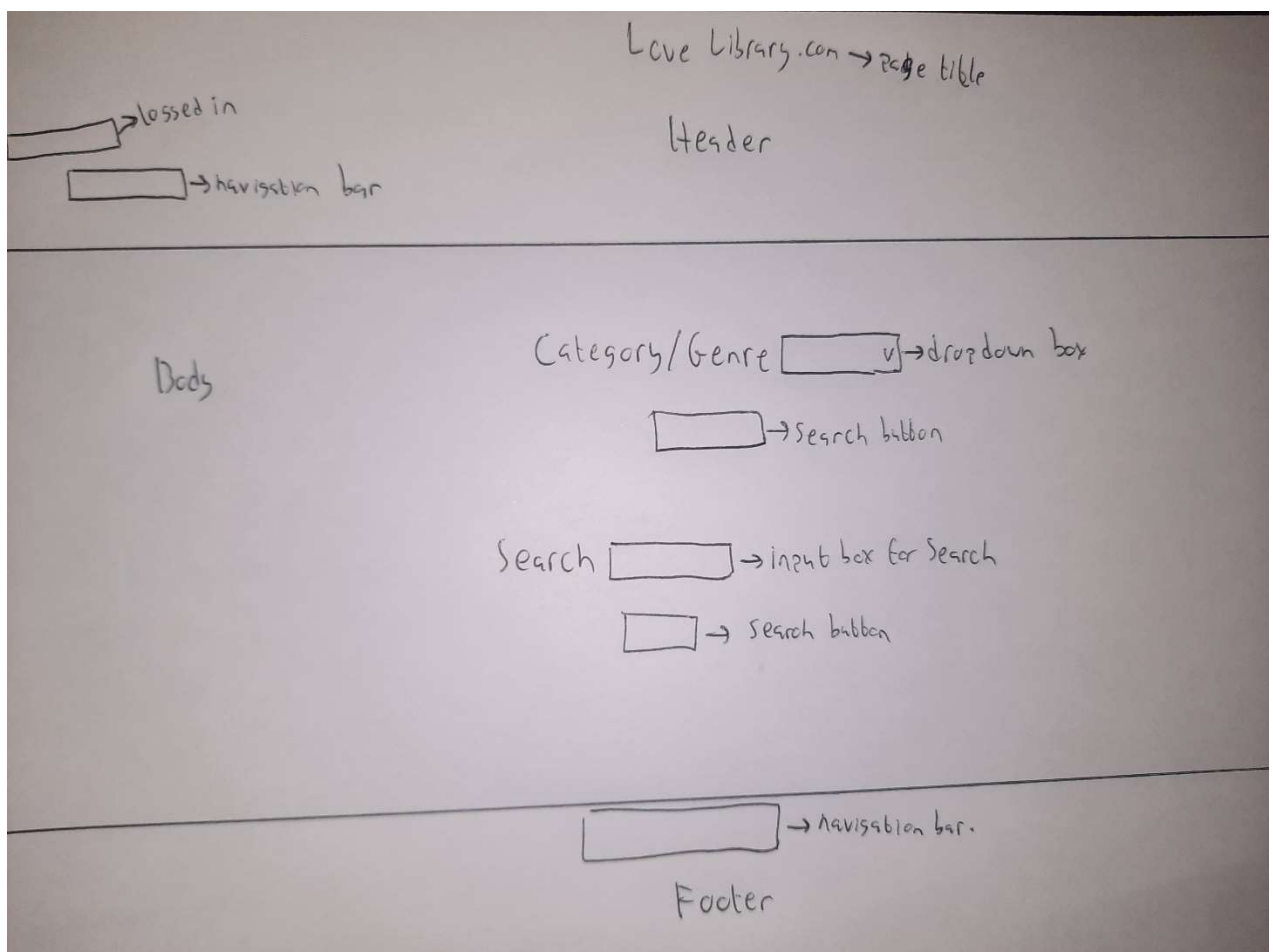 Love Library.com → page title
→ logged in
Header
→ navigation bar
Category/Genre v → dropdown box
Body
→ search button
Search → input box for Search
→ search button
→ navigation bar.
Footer